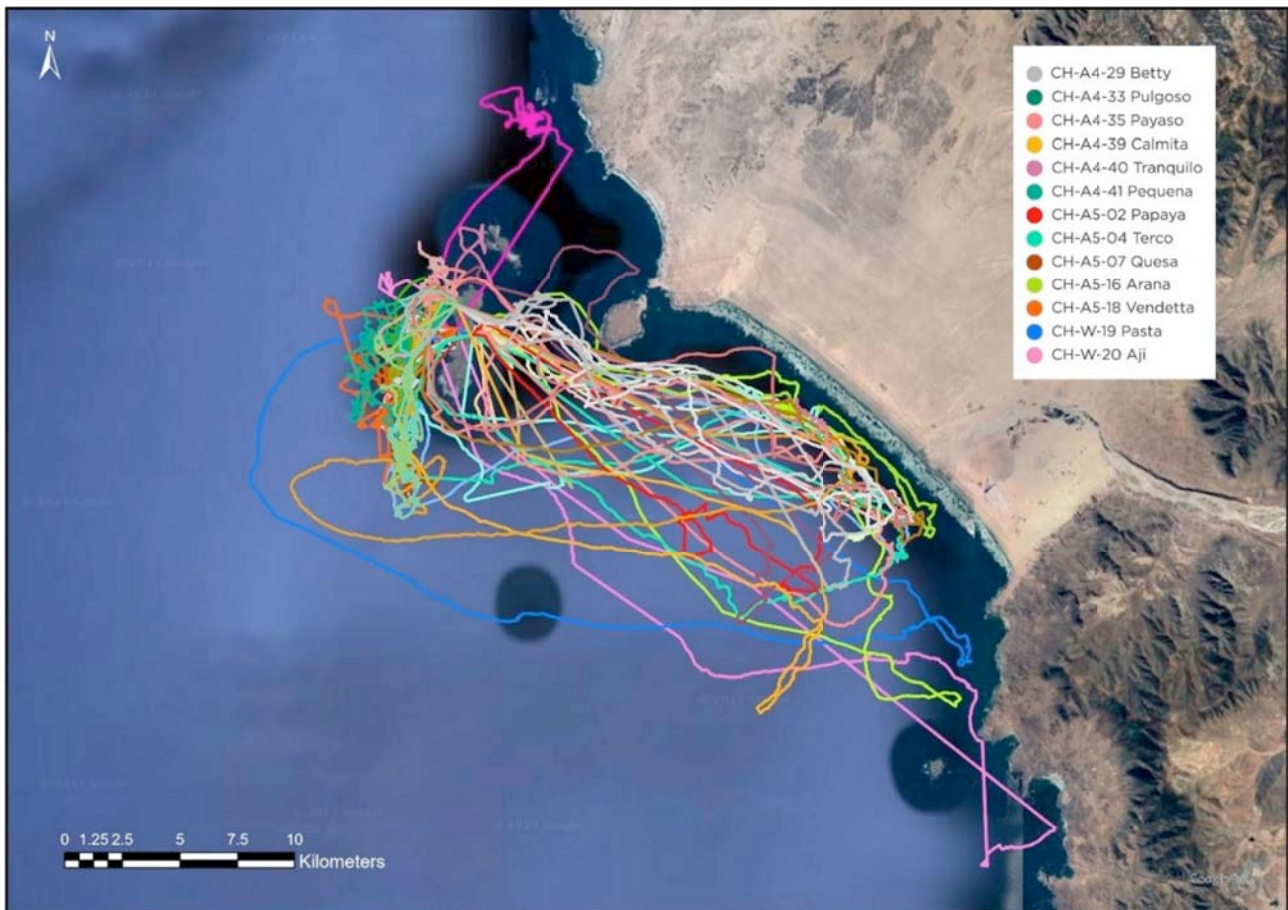 N
CH-A4-29 Betty
CH-A4-33 Pulgoso
CH-A4-35 Payaso
CH-A4-39 Calmita
CH-A4-40 Tranquilo
CH-A4-41 Pequena
CH-A5-02 Papaya
CH-A5-04 Terco
CH-A5-07 Quesa
CH-A5-16 Arana
CH-A5-18 Vendetta
CH-W-19 Pasta
CH-W-20 Aji
0 1.25 2.5 5 7.5 10
Kilometers